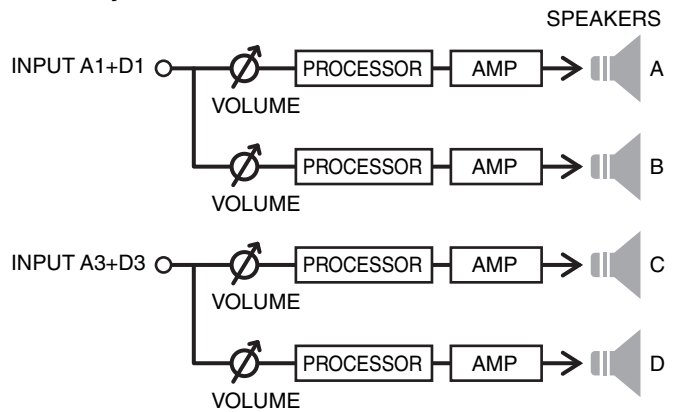 SPEAKERS
INPUT A1+D1 PROCESSOR AMP A
VOLUME
PROCESSOR AMP B
VOLUME
INPUT A3+D3 PROCESSOR AMP C
VOLUME
PROCESSOR AMP D
VOLUME